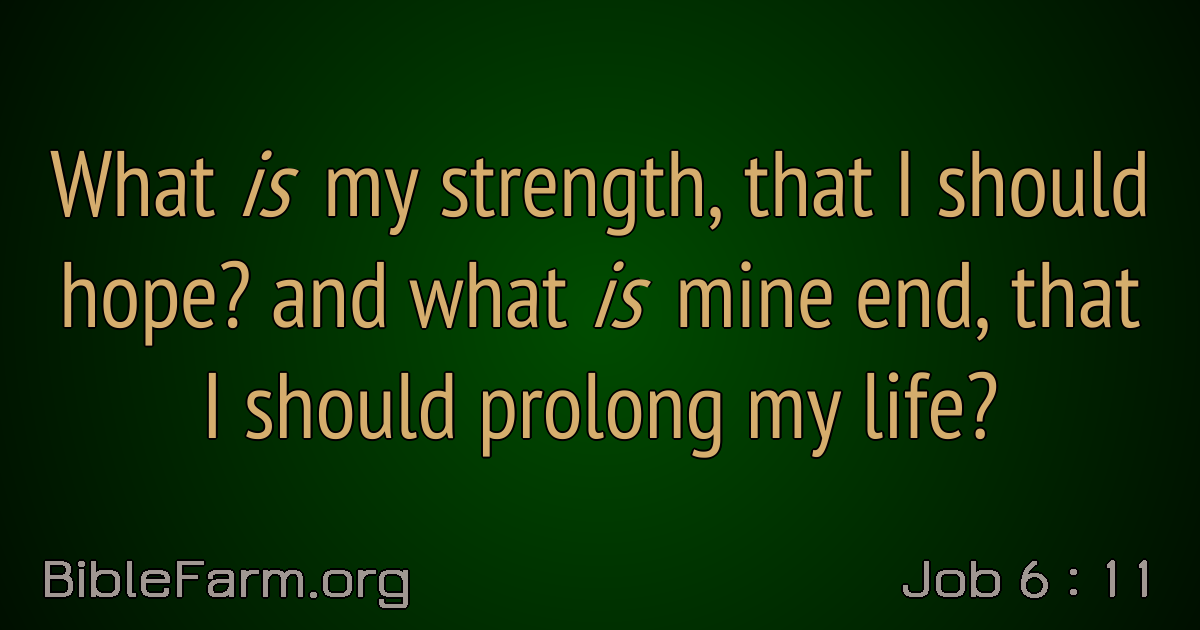 What is my strength, that I should
hope? and what is mine end, that
I should prolong my life?
BibleFarm.org
Job 6 : 11